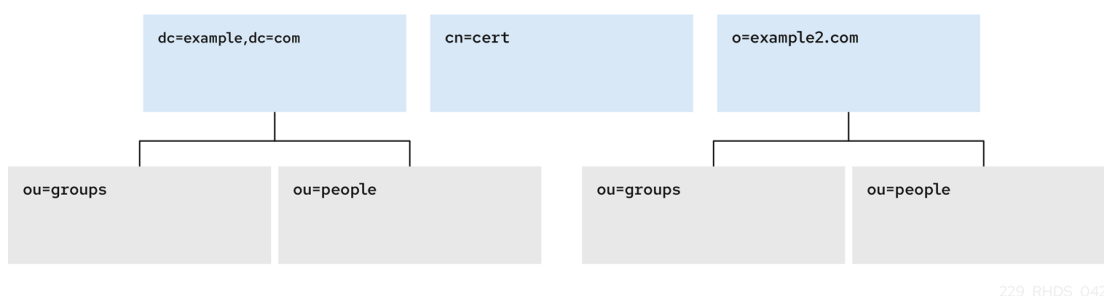 dc=example,dc=com
cn=cert
o=example2.com
ou=groups
ou=people
ou=groups
ou=people
229_RHDS_042